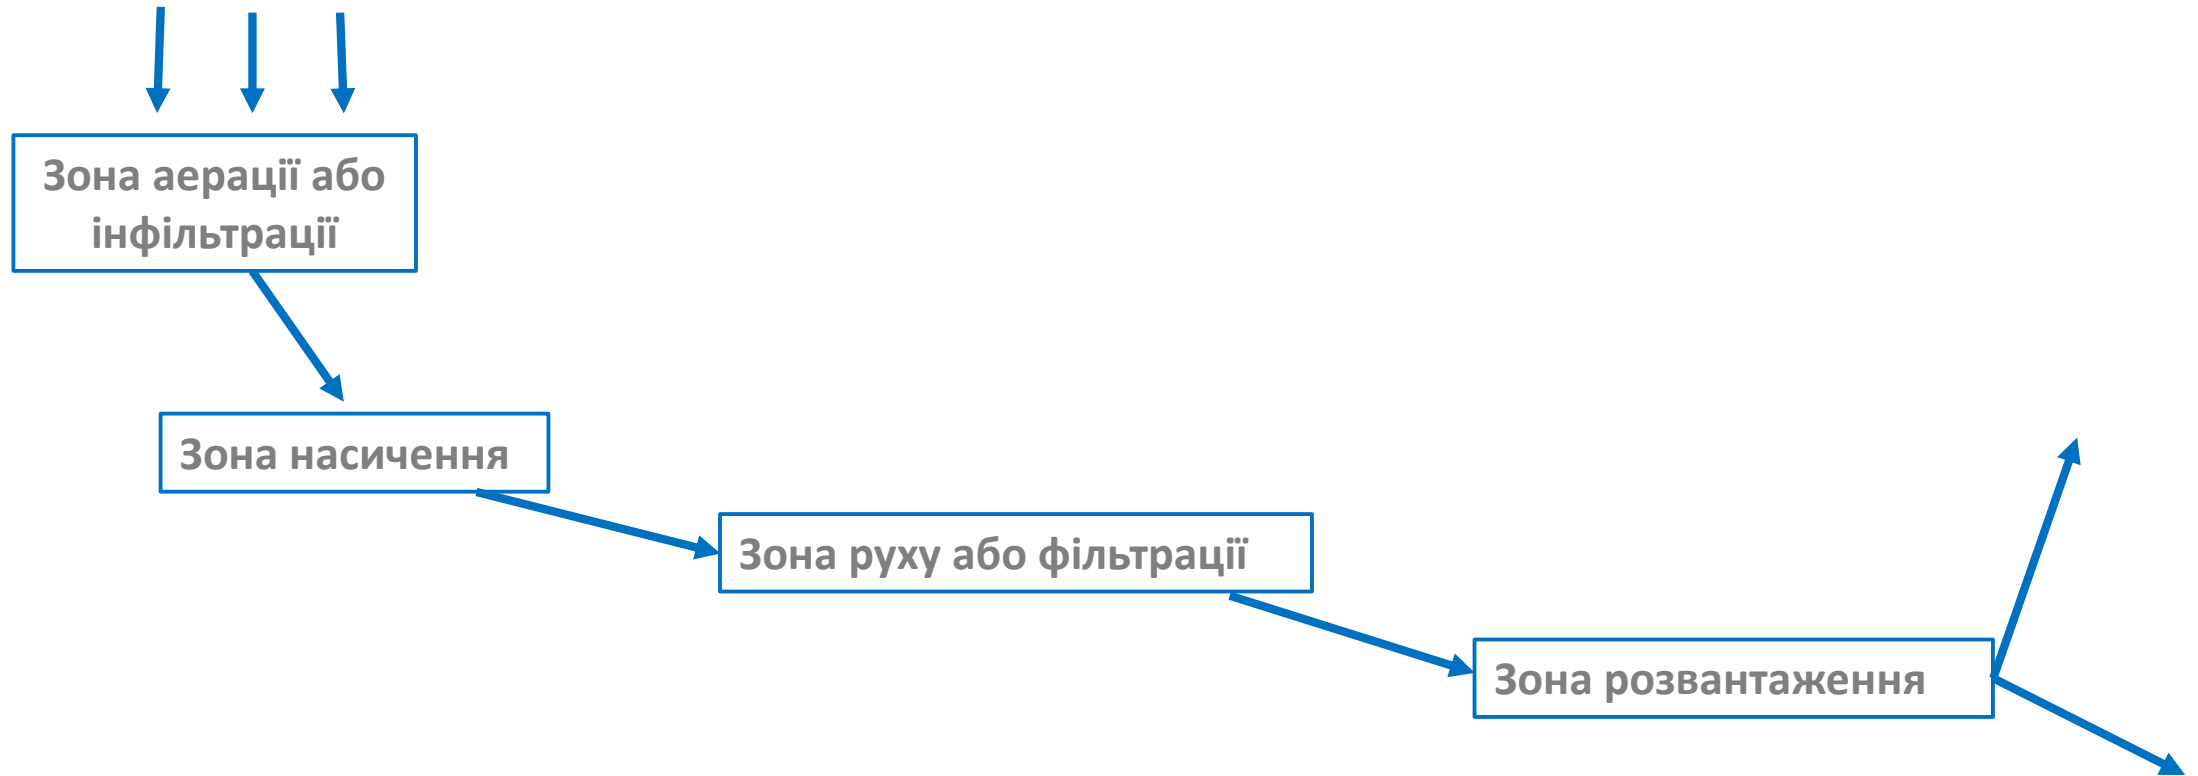 Зона аерації або
інфільтрації
Зона насичення
Зона руху або фільтрації
Зона розвантаження